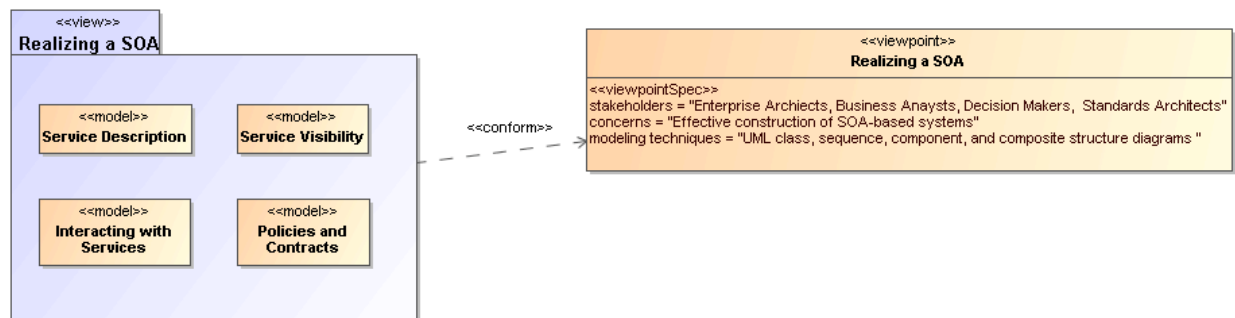 <<view>>
Realizing a SOA
<<model>>
Service Description
<<model>>
Service Visibility
<<model>>
Interacting with
Services
<<model>>
Policies and
Contracts
<<conform>>
<<viewpoint>>
Realizing a SOA
<<viewpointSpec>>
stakeholders = "Enterprise Archiects, Business Anaysts, Decision Makers,  Standards Architects"
concerns = "Effective construction of SOA-based systems"
modeling techniques = "UML class, sequence, component, and composite structure diagrams "